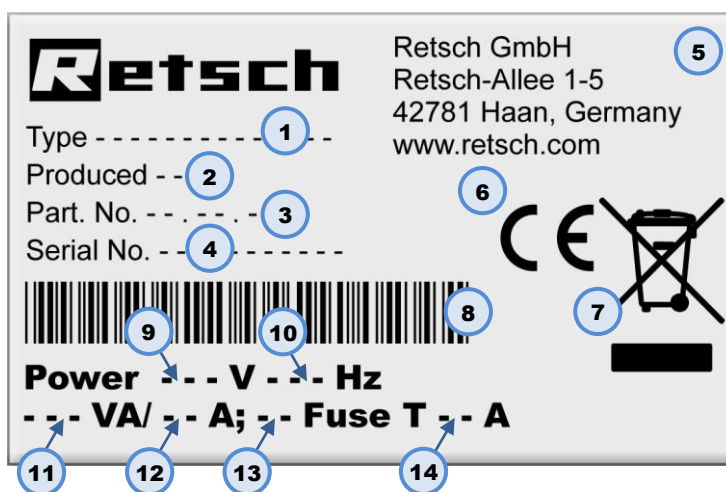 Retsch
Retsch GmbH
Retsch-Allee 1-5
42781 Haan, Germany
www.retsch.com
5
Type - - - - - - - - - - - 1 - -
Produced - - 2
Part. No. - - . - - . - 3
Serial No. - - 4 - - - - - - -
6
CE
7
8
9
10
Power - - - V - - - Hz
- - - VA/ - - A; - - Fuse T - - A
11
12
13
14